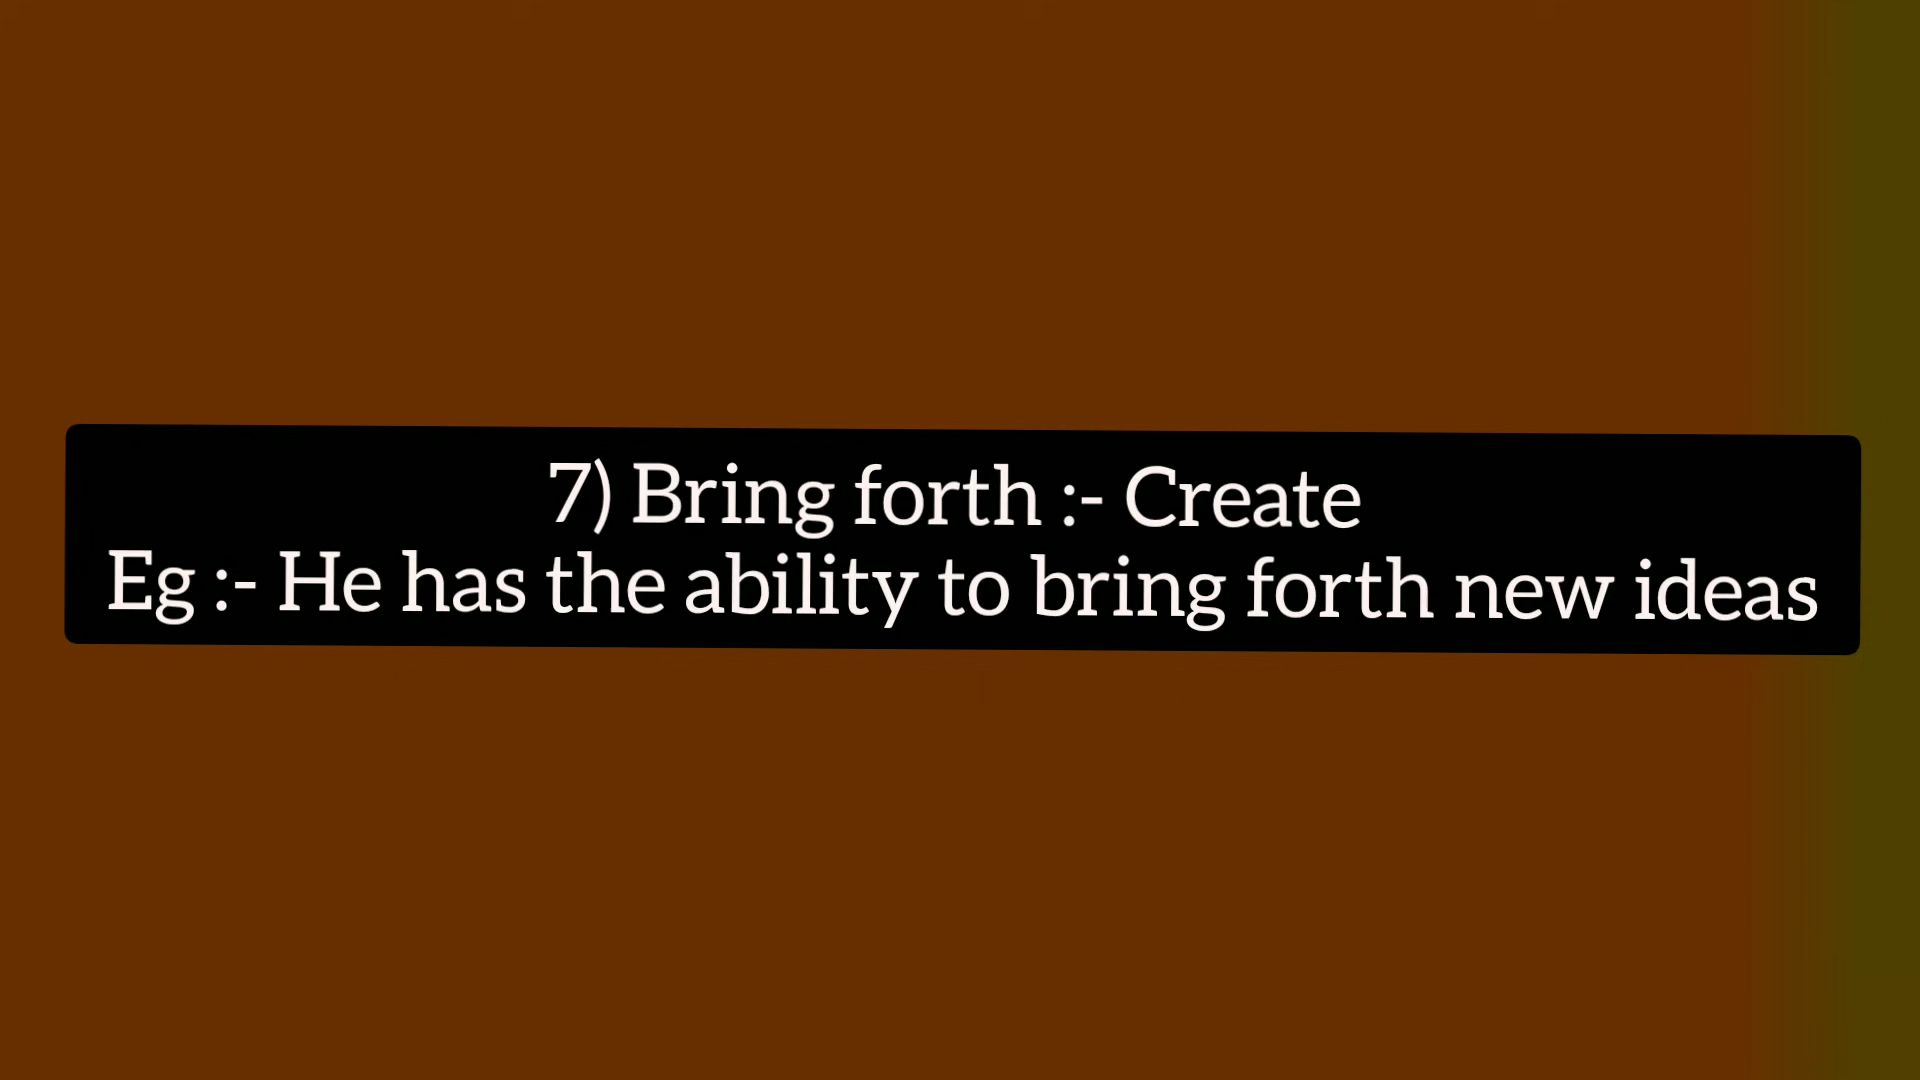 7) Bring forth :- Create
Eg :- He has the ability to bring forth new ideas